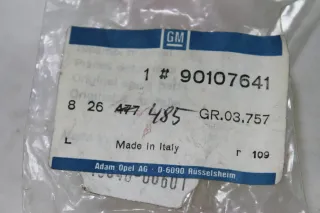 GM
1 # 90107641
8 26 477 485 GR.03.757
L Made in Italy r 109
Adam Opel AG · D-6090 Rüsselsheim